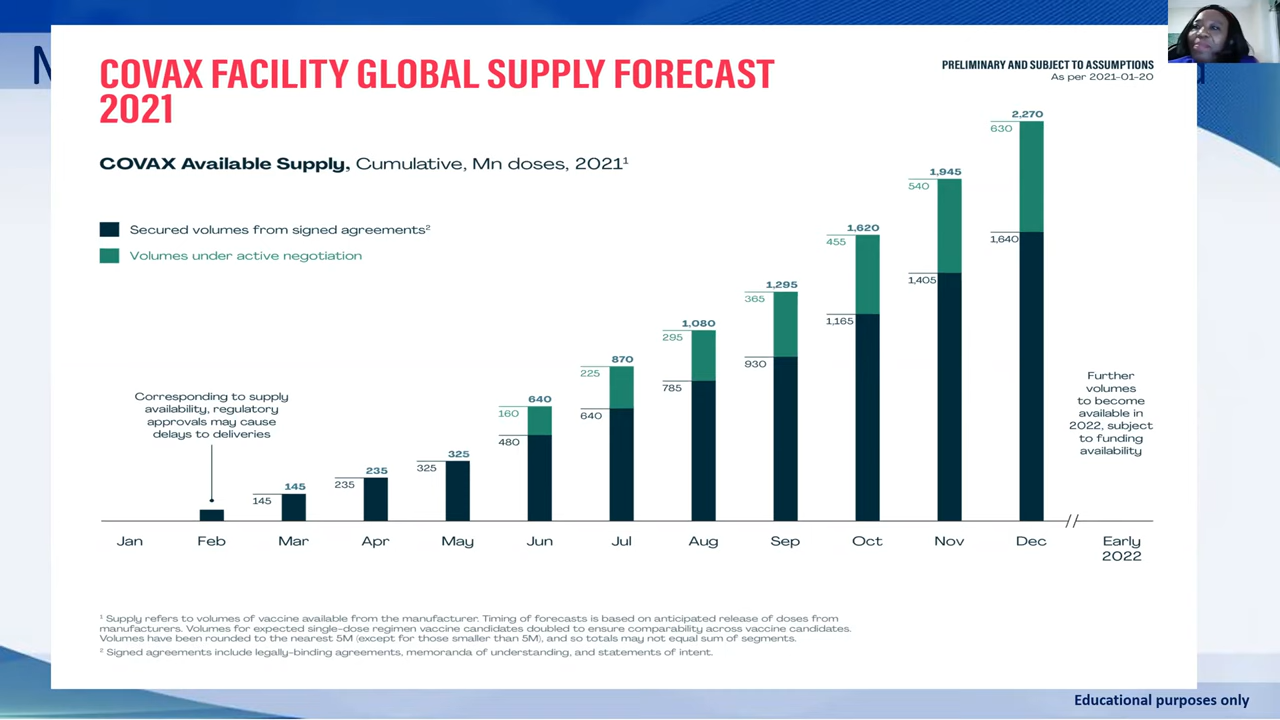 M
COVAX FACILITY GLOBAL SUPPLY FORECAST
2021
PRELIMINARY AND SUBJECT TO ASSUMPTIONS
As per 2021-01-20
COVAX Available Supply, Cumulative, Mn doses, 2021¹
Secured volumes from signed agreements²
Volumes under active negotiation
Corresponding to supply
availability, regulatory
approvals may cause
delays to deliveries
145
145
235
235
325
325
640
160
480
870
225
640
1,080
295
785
1,295
365
930
1,620
455
1,165
1,945
540
1,405
2,270
630
1,640
Further
volumes
to become
available in
2022, subject
to funding
availability
Jan Feb Mar Apr May Jun Jul Aug Sep Oct Nov Dec Early
2022
¹ Supply refers to volumes of vaccine available from the manufacturer. Timing of forecasts is based on anticipated release of doses from
manufacturers. Volumes for expected single-dose regimen vaccine candidates doubled to ensure comparability across vaccine candidates.
Volumes have been rounded to the nearest 5M (except for those smaller than 5M), and so totals may not equal sum of segments.
² Signed agreements include legally-binding agreements, memoranda of understanding, and statements of intent.
Educational purposes only